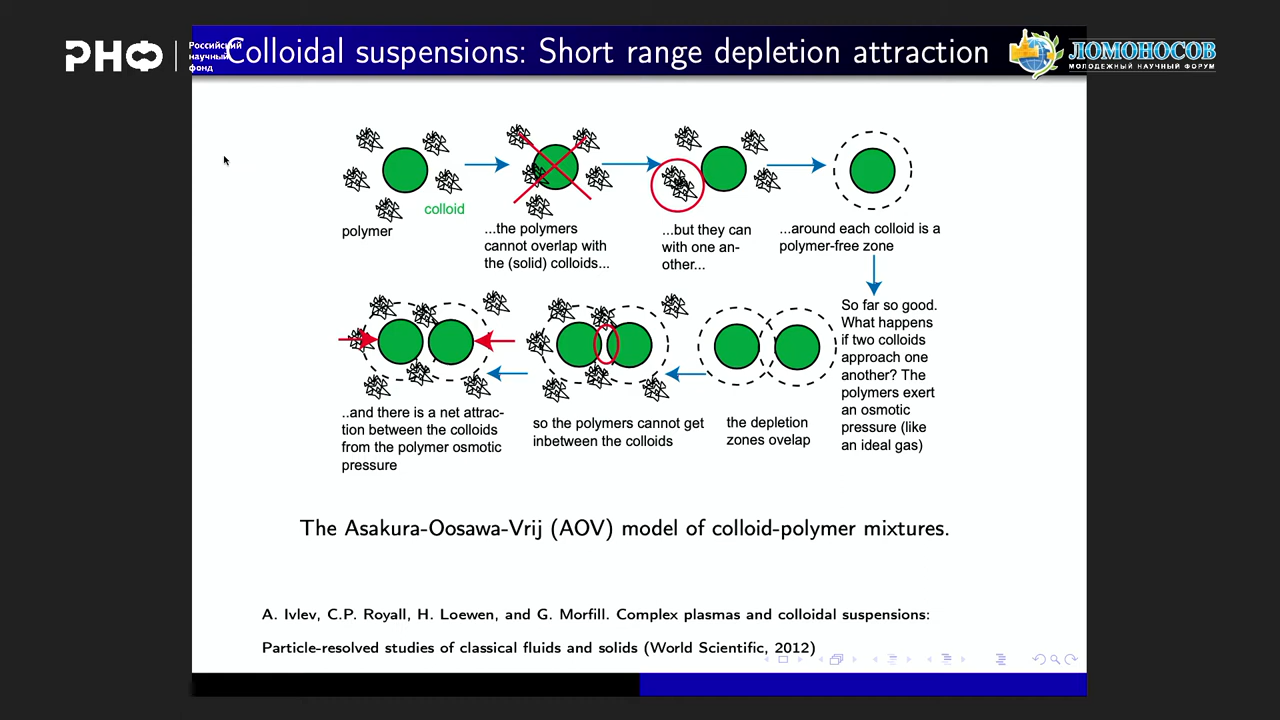 РНФ
Российский
научный
фонд
Colloidal suspensions: Short range depletion attraction
ЛОМОНОСОВ
МОЛОДЕЖНЫЙ НАУЧНЫЙ ФОРУМ
colloid
polymer
...the polymers
cannot overlap with
the (solid) colloids...
...but they can
with one an-
other...
...around each colloid is a
polymer-free zone
So far so good.
What happens
if two colloids
approach one
another? The
polymers exert
an osmotic
pressure (like
an ideal gas)
the depletion
zones ovelap
so the polymers cannot get
inbetween the colloids
..and there is a net attrac-
tion between the colloids
from the polymer osmotic
pressure
The Asakura-Oosawa-Vrij (AOV) model of colloid-polymer mixtures.
A. Ivlev, C.P. Royall, H. Loewen, and G. Morfill. Complex plasmas and colloidal suspensions:
Particle-resolved studies of classical fluids and solids (World Scientific, 2012)